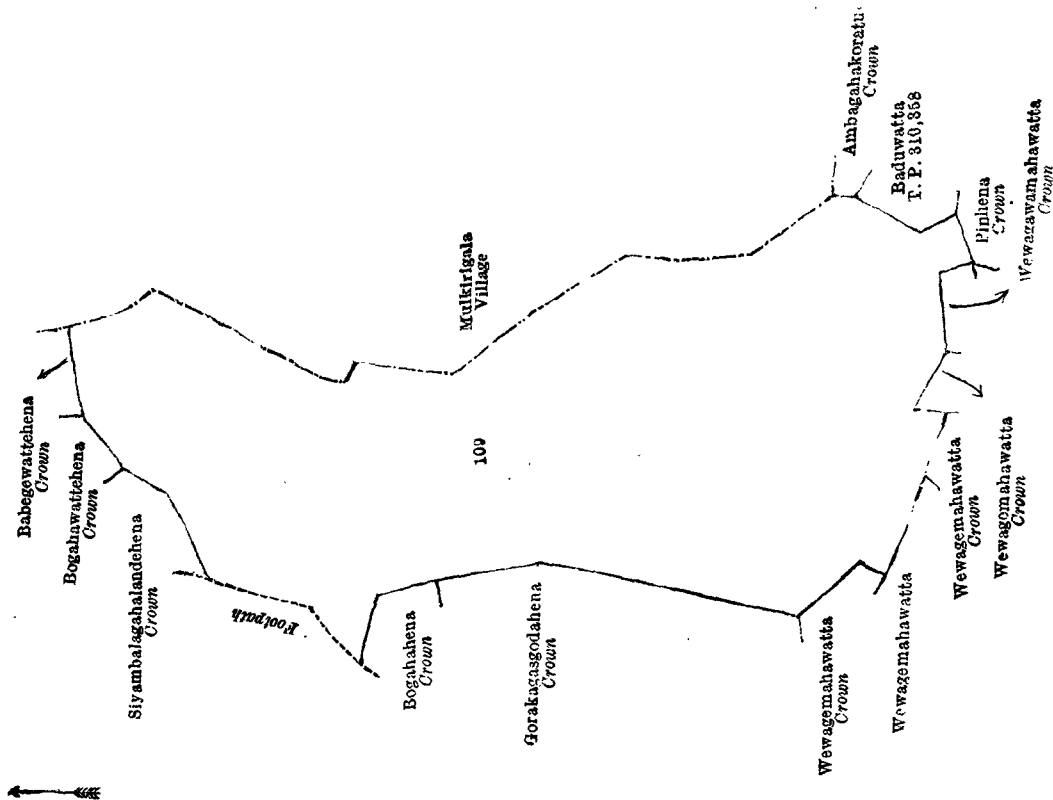 Babegewattehena
Crown
Bogahawattehena
Crown
Siyambalagahalandehena
Crown
Footpath
Bogahahena
Crown
Gorakagasgodahena
Crown
Wewagemahawatta
Crown
Wewagemahawatta
Wewagemahawatta
Crown
Wewagomahawatta
Crown
109
Mulkirigala
Village
Ambagahakoratu
Crown
Baduwatta
T. P. 310,358
Pinhena
Crown
Wewagawamahawatta
Crown